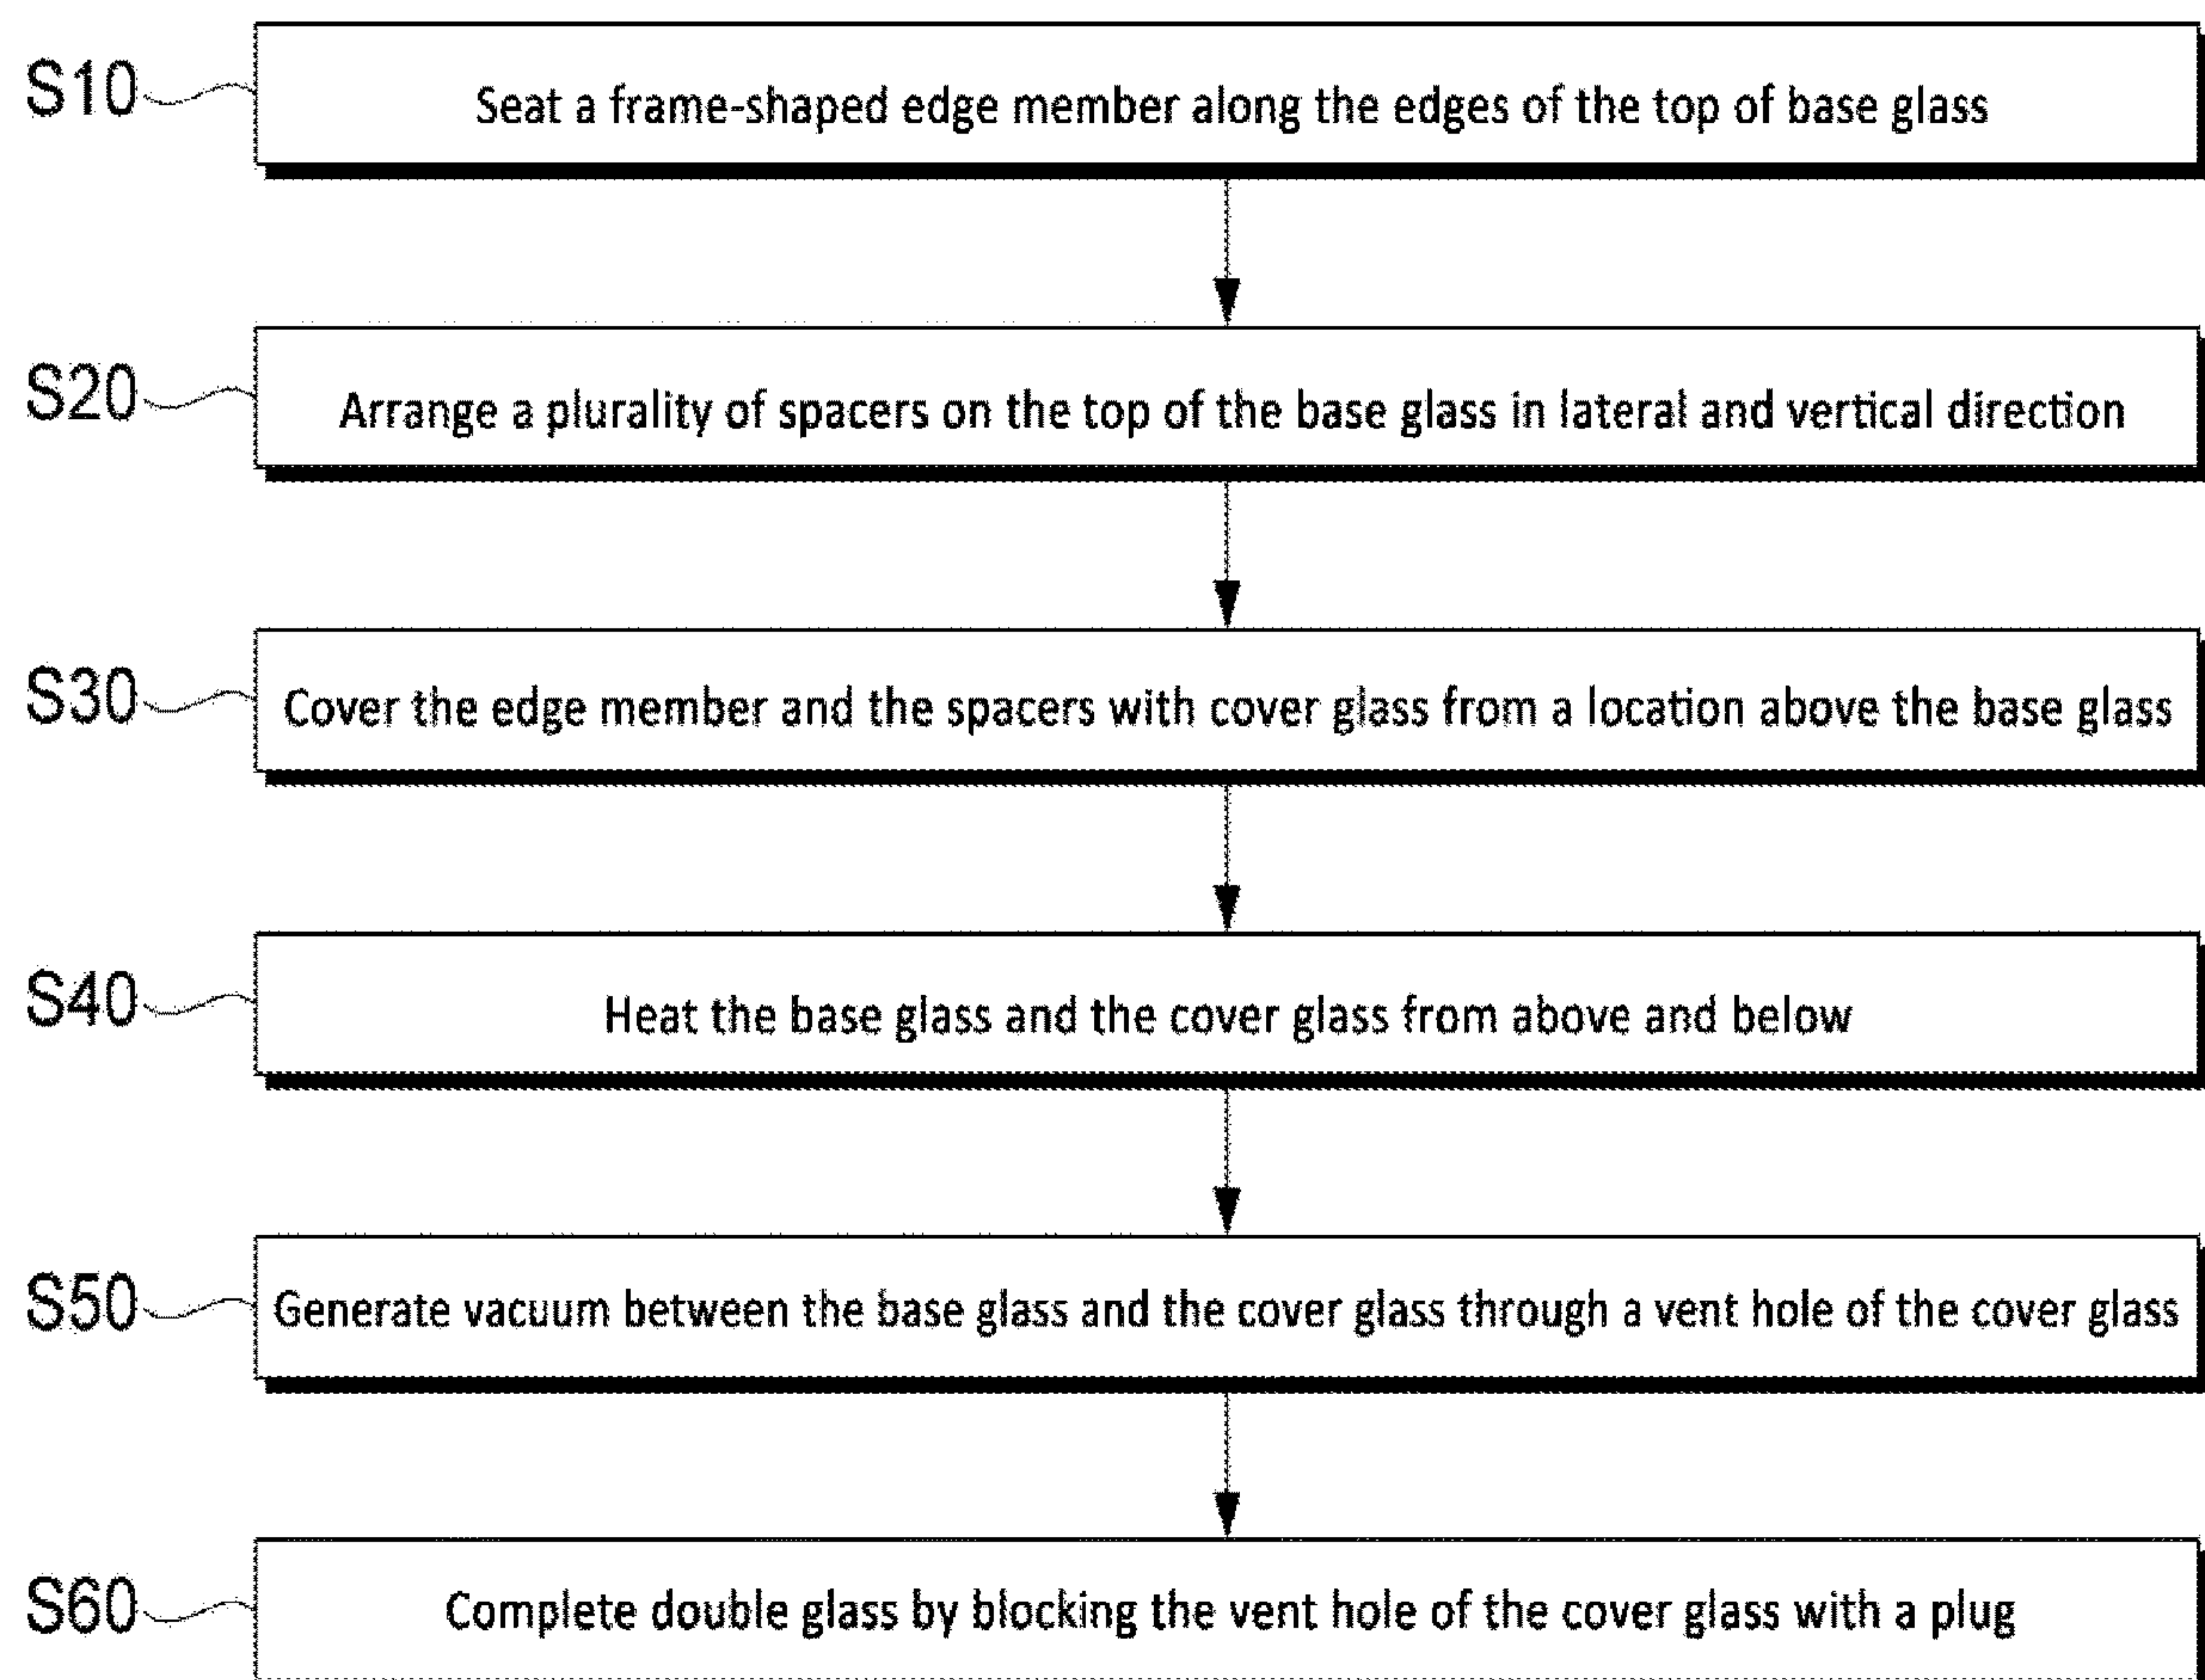 S10 Seat a frame-shaped edge member along the edges of the top of base glass
S20 Arrange a plurality of spacers on the top of the base glass in lateral and vertical direction
S30 Cover the edge member and the spacers with cover glass from a location above the base glass
S40 Heat the base glass and the cover glass from above and below
S50 Generate vacuum between the base glass and the cover glass through a vent hole of the cover glass
S60 Complete double glass by blocking the vent hole of the cover glass with a plug